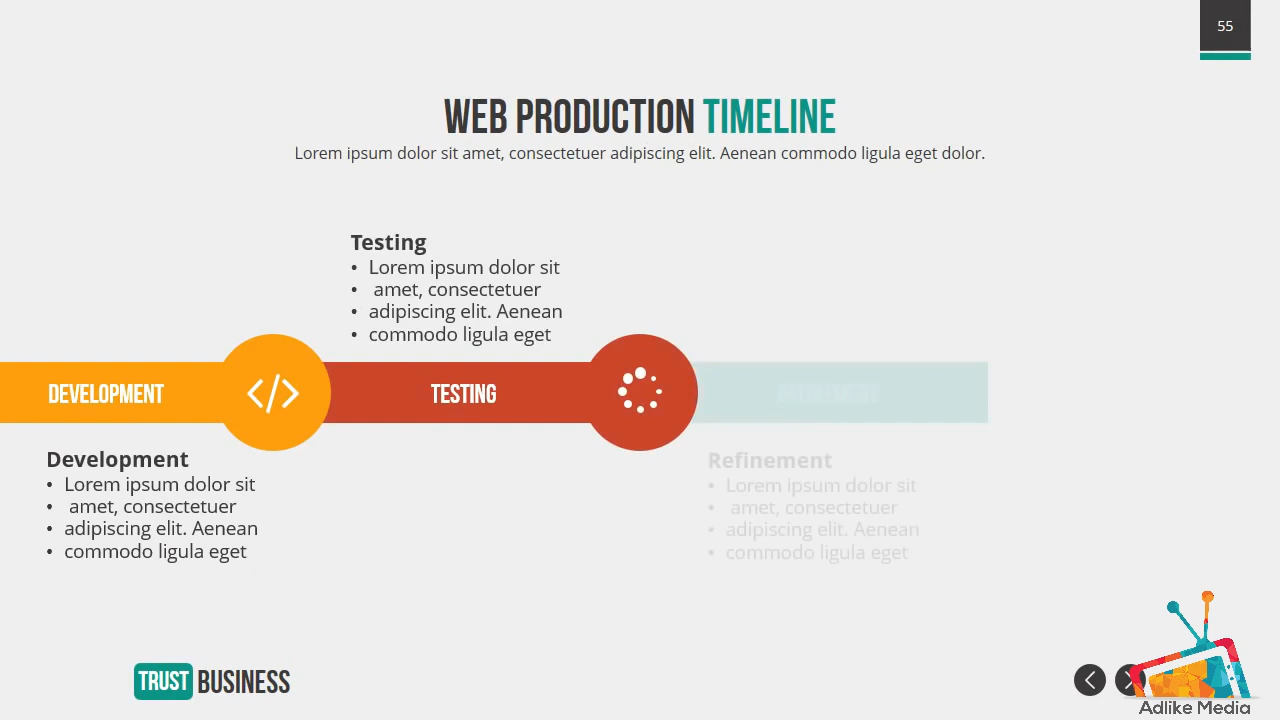 55
WEB PRODUCTION TIMELINE
Lorem ipsum dolor sit amet, consectetuer adipiscing elit. Aenean commodo ligula eget dolor.
Testing
• Lorem ipsum dolor sit
• amet, consectetuer
• adipiscing elit. Aenean
• commodo ligula eget
DEVELOPMENT
TESTING
Development
• Lorem ipsum dolor sit
• amet, consectetuer
• adipiscing elit. Aenean
• commodo ligula eget
Refinement
• Lorem ipsum dolor sit
• amet, consectetuer
• adipiscing elit. Aenean
• commodo ligula eget
TRUST BUSINESS
Adlike Media